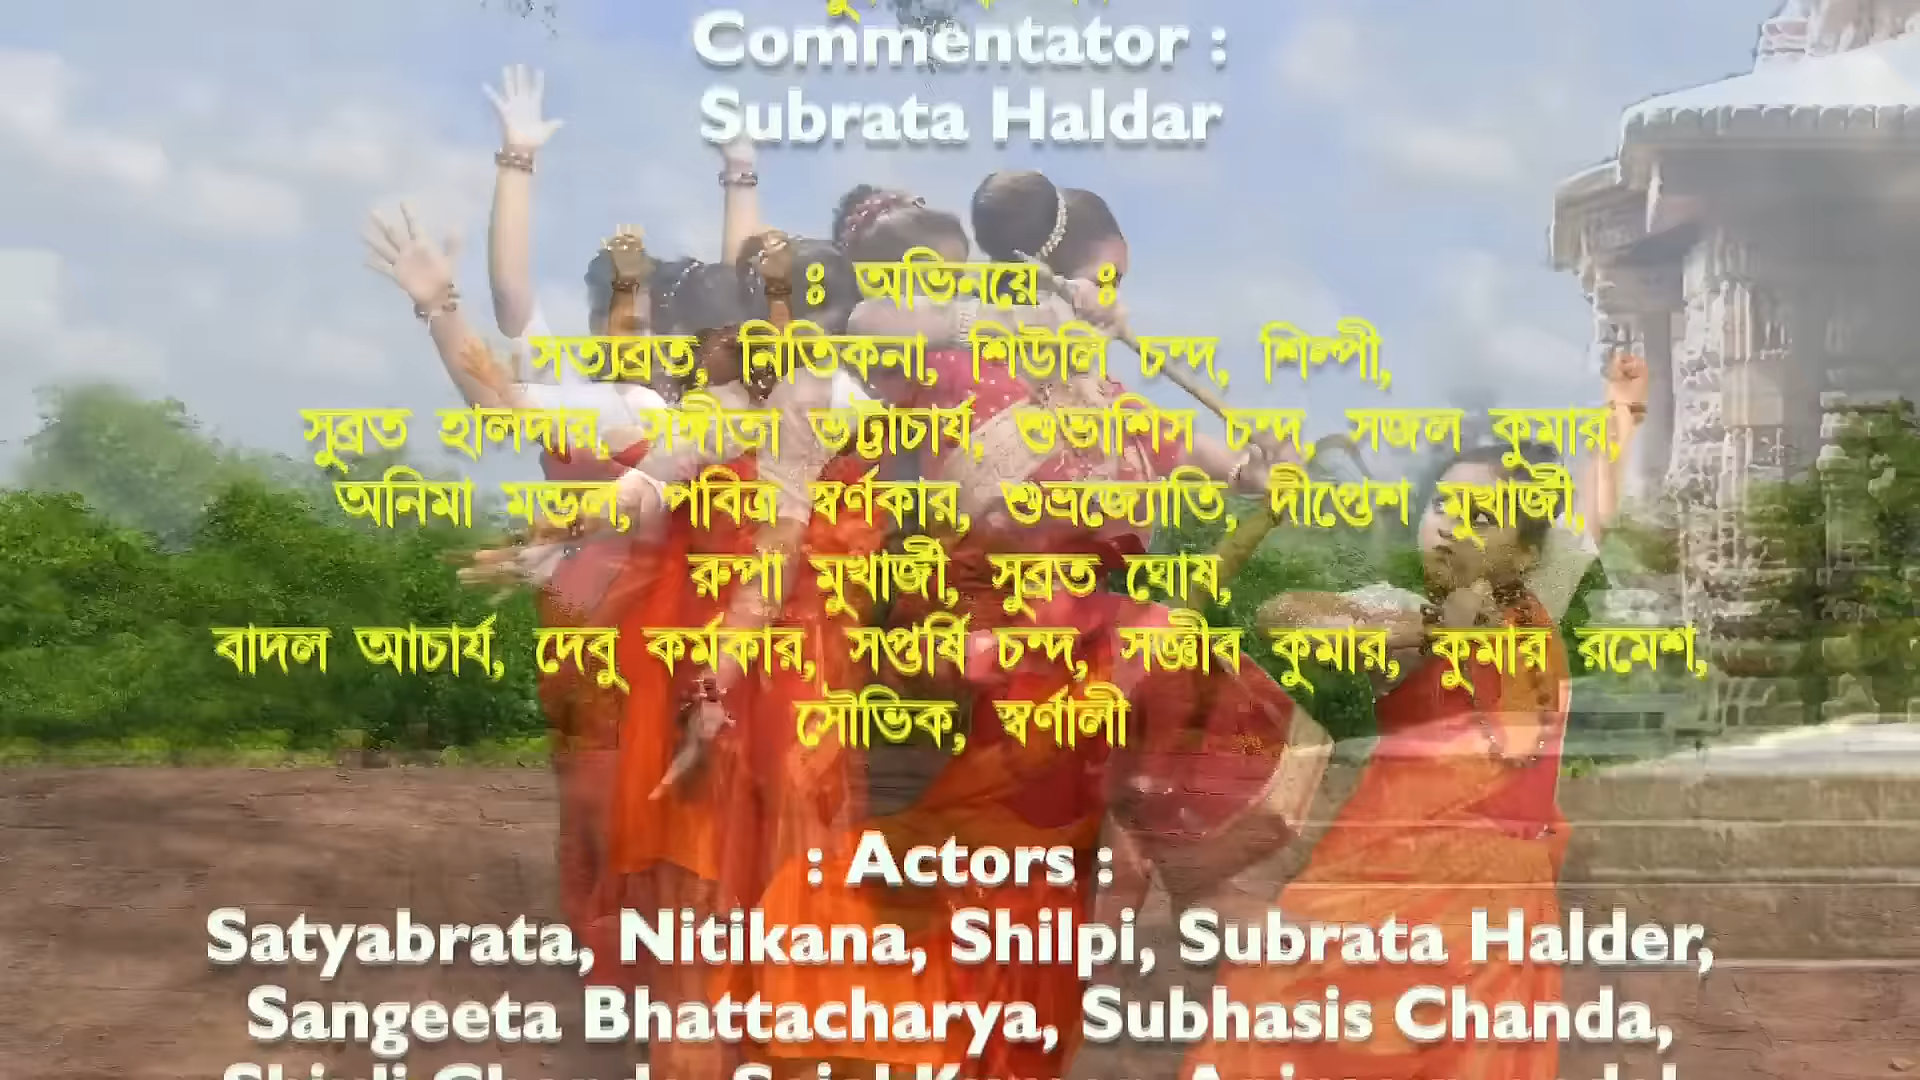 Commentator :
Subrata Haldar
ঃ অভিনয়ে ঃ
সত্যব্রত, নিতিকনা, শিউলি চন্দ, শিল্পী,
সুব্রত হালদার, সঙ্গীতা ভট্টাচার্য, শুভাশিস চন্দ, সজল কুমার,
অনিমা মন্ডল, পবিত্র স্বর্ণকার, শুভ্রজ্যোতি, দীপ্তেশ মুখার্জী,
রুপা মুখার্জী, সুব্রত ঘোষ,
বাদল আচার্য, দেবু কর্মকার, সপ্তর্ষি চন্দ, সজ্ঞীব কুমার, কুমার রমেশ,
সৌভিক, স্বর্ণালী
: Actors :
Satyabrata, Nitikana, Shilpi, Subrata Halder,
Sangeeta Bhattacharya, Subhasis Chanda,